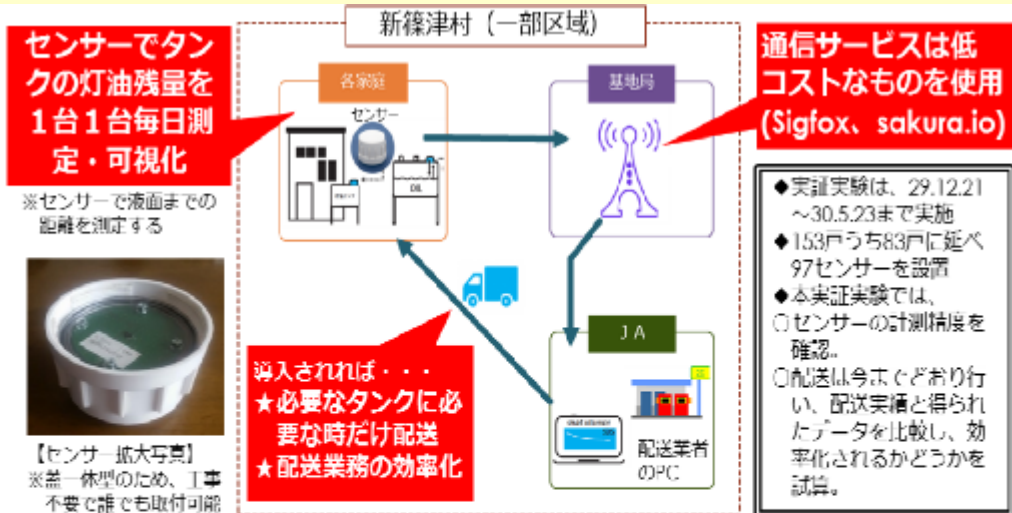 新篠津村（一部区域）
センサーでタン
クの灯油残量を
１台１台毎日測
定・可視化
※センサーで液面までの
距離を測定する
【センサー拡大写真】
※蓋一体型のため、工事
不要で誰でも取付可能
各家庭
センサー
OIL
基地局
通信サービスは低
コストなものを使用
(Sigfox、sakura.io)
導入されれば・・・
★必要なタンクに必
要な時だけ配送
★配送業務の効率化
ＪＡ
配送業者
のPC
◆実証実験は、29.12.21
～30.5.23まで実施
◆153戸うち83戸に延べ
97センサーを設置
◆本実証実験では、
○センサーの計測精度を
確認。
○配送は今までどおり行
い、配送実績と得られ
たデータを比較し、効
率化されるかどうかを
試算。